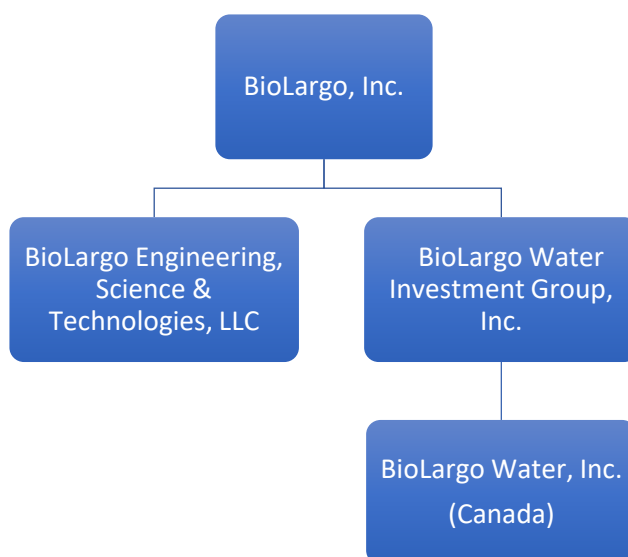 BioLargo, Inc.
BioLargo Engineering,
Science &
Technologies, LLC
BioLargo Water
Investment Group,
Inc.
BioLargo Water, Inc.
(Canada)